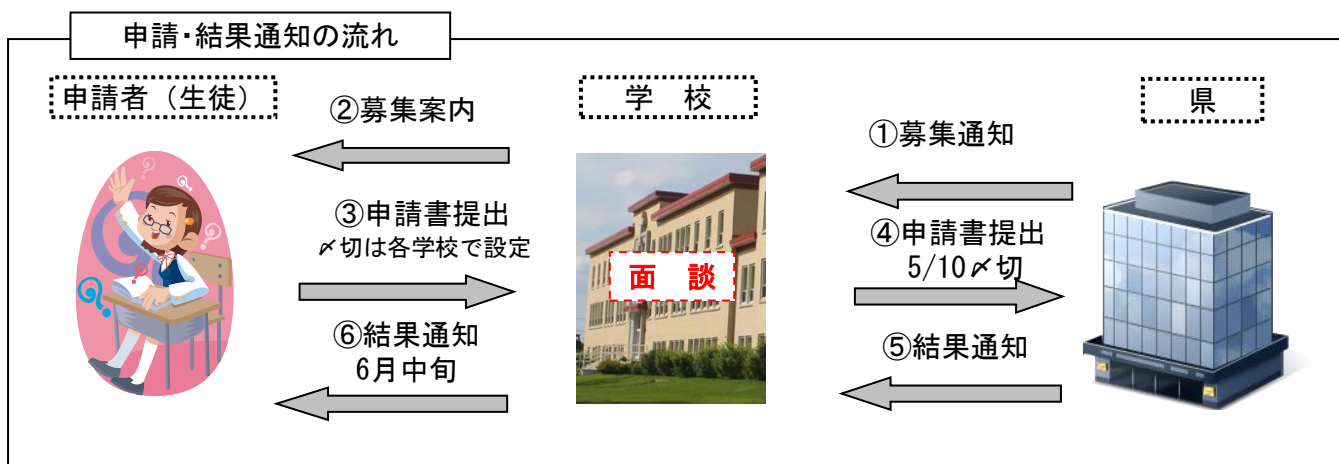 申請・結果通知の流れ
申請者（生徒）
学　校
県
①募集通知
②募集案内
③申請書提出
〆切は各学校で設定
④申請書提出
5/10〆切
面　談
⑤結果通知
⑥結果通知
6月中旬